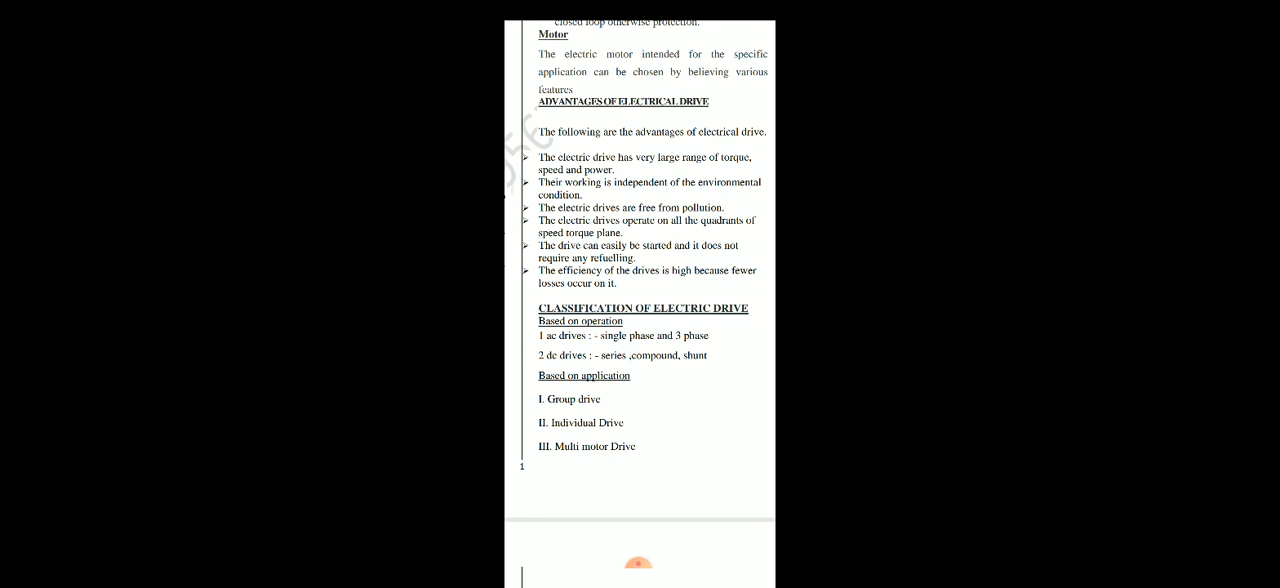 closed loop otherwise protection.
Motor
The electric motor intended for the specific
application can be chosen by believing various
features
ADVANTAGES OF ELECTRICAL DRIVE
The following are the advantages of electrical drive.
➢ The electric drive has very large range of torque,
speed and power.
➢ Their working is independent of the environmental
condition.
➢ The electric drives are free from pollution.
➢ The electric drives operate on all the quadrants of
speed torque plane.
➢ The drive can easily be started and it does not
require any refuelling.
➢ The efficiency of the drives is high because fewer
losses occur on it.
CLASSIFICATION OF ELECTRIC DRIVE
Based on operation
1 ac drives : - single phase and 3 phase
2 dc drives : - series ,compound, shunt
Based on application
I. Group drive
II. Individual Drive
III. Multi motor Drive
1